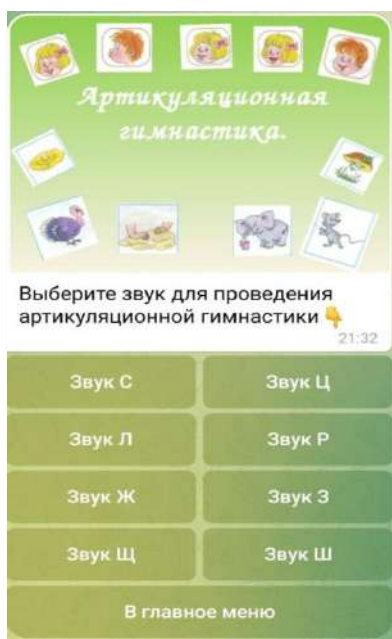 Артикуляционная
гимнастика.
Выберите звук для проведения
артикуляционной гимнастики👇
21:32
Звук С
Звук Ц
Звук Л
Звук Р
Звук Ж
Звук З
Звук Щ
Звук Ш
В главное меню